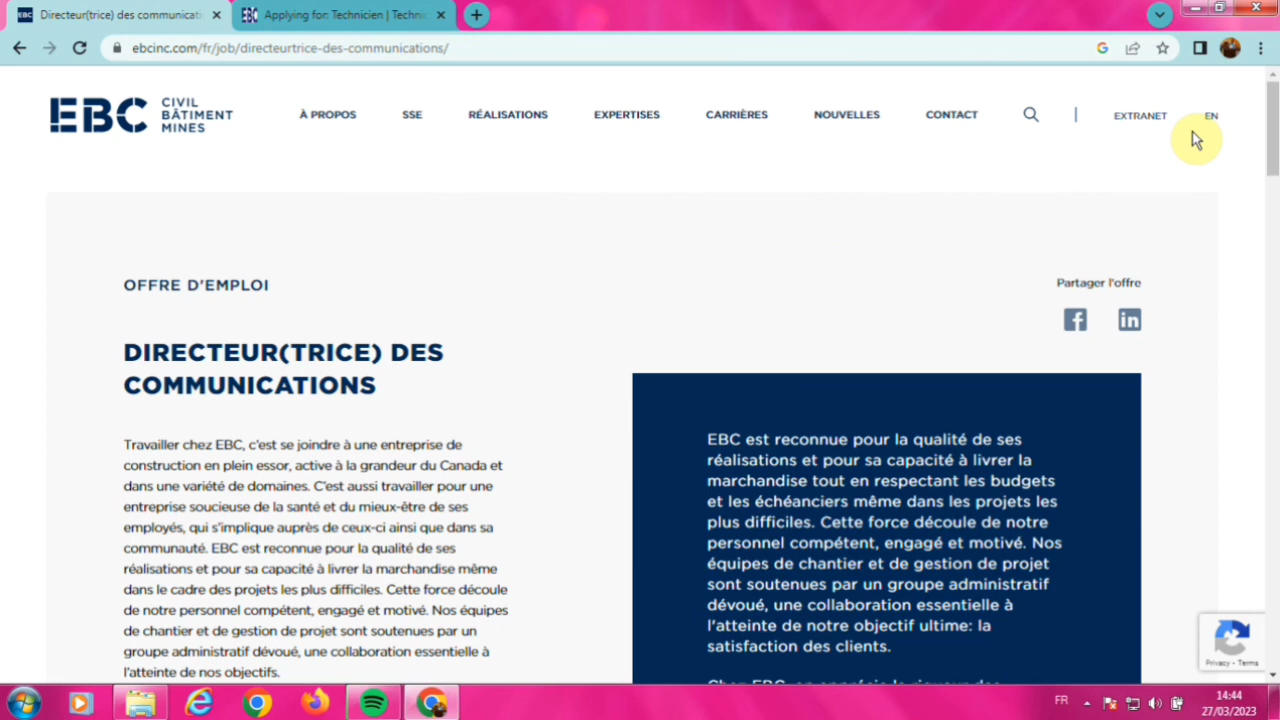 Directeur(trice) des communicati
Applying for: Technicien | Technic
ebcinc.com/fr/job/directeurtrice-des-communications/
EBC CIVIL
BÂTIMENT
MINES
À PROPOS
SSE
RÉALISATIONS
EXPERTISES
CARRIÈRES
NOUVELLES
CONTACT
EXTRANET
EN
OFFRE D'EMPLOI
Partager l'offre
DIRECTEUR(TRICE) DES
COMMUNICATIONS
Travailler chez EBC, c'est se joindre à une entreprise de
construction en plein essor, active à la grandeur du Canada et
dans une variété de domaines. C'est aussi travailler pour une
entreprise soucieuse de la santé et du mieux-être de ses
employés, qui s'implique auprès de ceux-ci ainsi que dans sa
communauté. EBC est reconnue pour la qualité de ses
réalisations et pour sa capacité à livrer la marchandise même
dans le cadre des projets les plus difficiles. Cette force découle
de notre personnel compétent, engagé et motivé. Nos équipes
de chantier et de gestion de projet sont soutenues par un
groupe administratif dévoué, une collaboration essentielle à
l'atteinte de nos objectifs.
EBC est reconnue pour la qualité de ses
réalisations et pour sa capacité à livrer la
marchandise tout en respectant les budgets
et les échéanciers même dans les projets les
plus difficiles. Cette force découle de notre
personnel compétent, engagé et motivé. Nos
équipes de chantier et de gestion de projet
sont soutenues par un groupe administratif
dévoué, une collaboration essentielle à
l'atteinte de notre objectif ultime: la
satisfaction des clients.
Chez EBC, on apprécie la rigueur des
Privacy - Terms
FR
14:44
27/03/2023